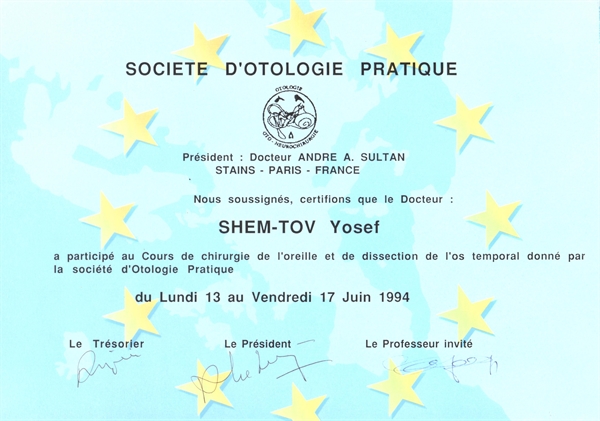 SOCIETE D'OTOLOGIE PRATIQUE
OTOLOGIE
OTO-NEUROCHIRURGIE
Président : Docteur ANDRE A. SULTAN
STAINS - PARIS - FRANCE
Nous soussignés, certifions que le Docteur :
SHEM-TOV Yosef
a participé au Cours de chirurgie de l'oreille et de dissection de l'os temporal donné par
la société d'Otologie Pratique
du Lundi 13 au Vendredi 17 Juin 1994
Le Trésorier Le Président Le Professeur invité